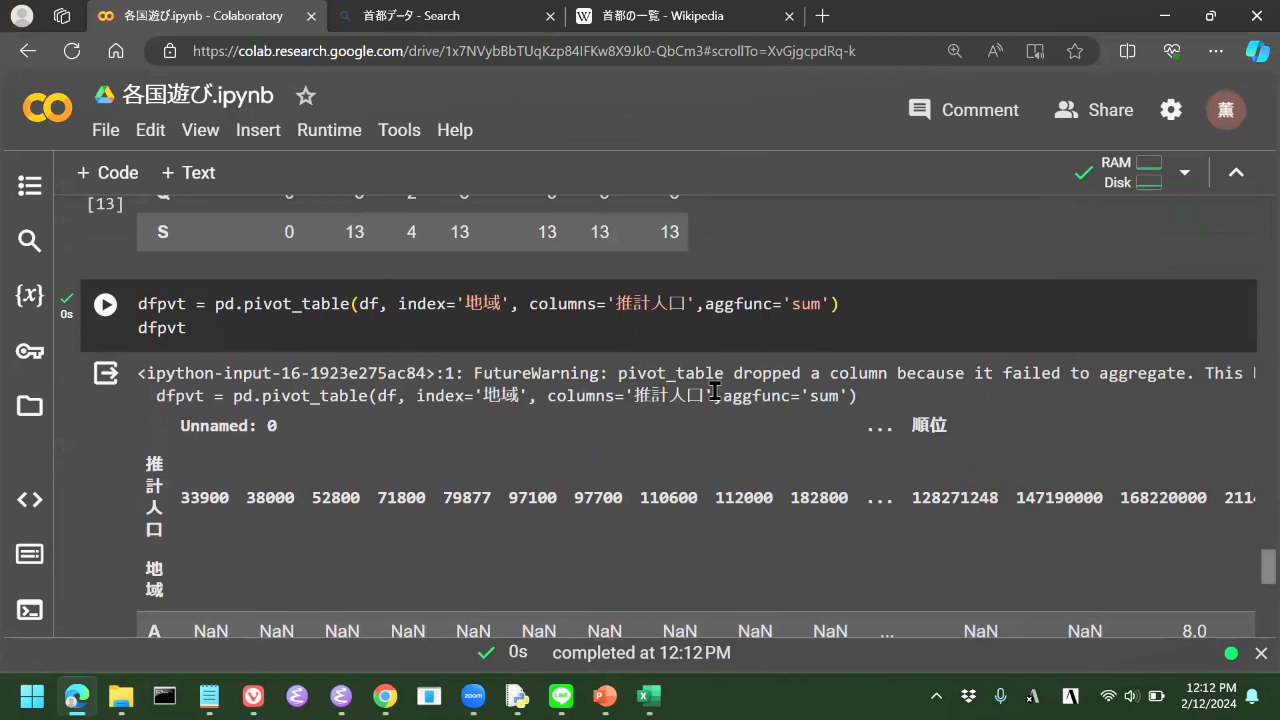 各国遊び.ipynb - Colaboratory
首都データ - Search
首都の一覧 - Wikipedia
https://colab.research.google.com/drive/1x7NVybBbTUqKzp84lFKw8X9Jk0-QbCm3#scrollTo=XvGjgcpdRq-k
各国遊び.ipynb
Comment
Share
薫
File Edit View Insert Runtime Tools Help
+ Code + Text
RAM
Disk
[13]
S 0 13 4 13 13 13 13
dfpvt = pd.pivot_table(df, index='地域', columns='推計人口',aggfunc='sum')
dfpvt
0s
<ipython-input-16-1923e275ac84>:1: FutureWarning: pivot_table dropped a column because it failed to aggregate. This
dfpvt = pd.pivot_table(df, index='地域', columns='推計人口',aggfunc='sum')
Unnamed: 0 ... 順位
推計人口 33900 38000 52800 71800 79877 97100 97700 110600 112000 182800 ... 128271248 147190000 168220000 2114
地域
A NaN NaN NaN NaN NaN NaN NaN NaN NaN NaN ... NaN NaN 8.0
0s completed at 12:12 PM
zoom
LINE
12:12 PM
2/12/2024